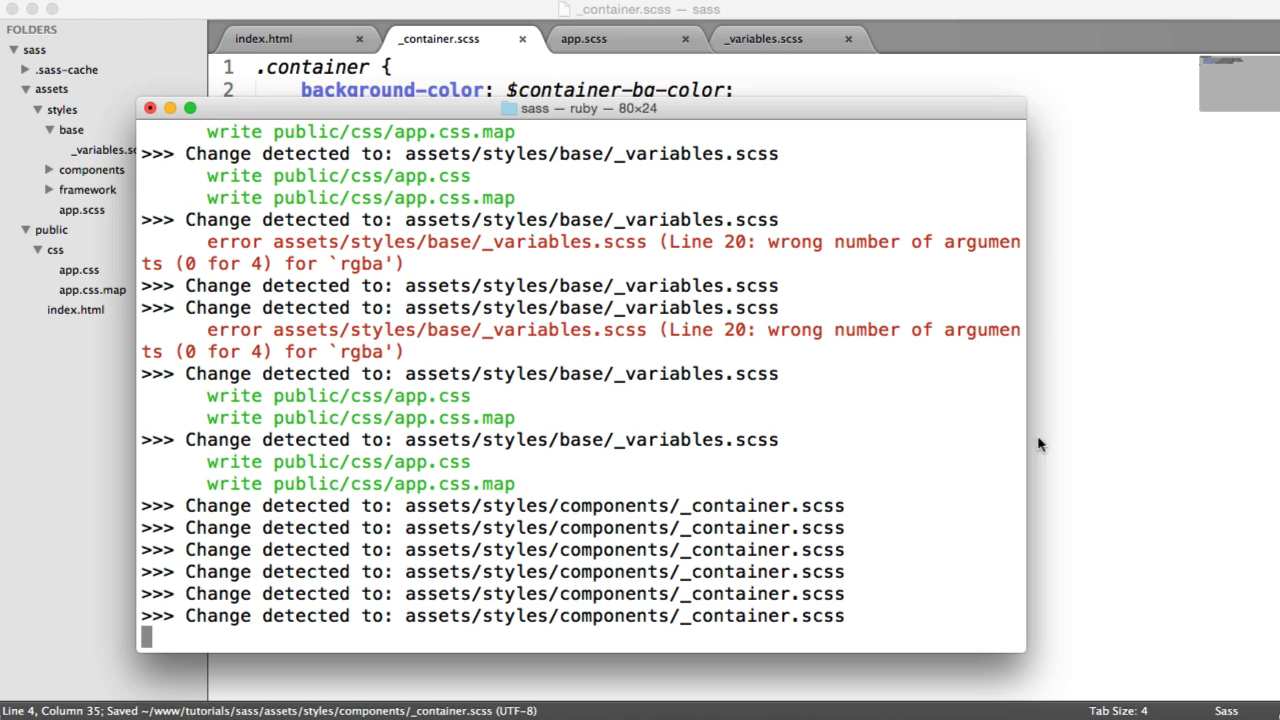 _container.scss — sass
FOLDERS
sass
.sass-cache
assets
styles
base
_variables.sc
components
framework
app.scss
public
css
app.css
app.css.map
index.html
index.html
_container.scss
app.scss
_variables.scss
1 .container {
2 background-color: $container-bg-color;
sass — ruby — 80×24
write public/css/app.css.map
>>> Change detected to: assets/styles/base/_variables.scss
write public/css/app.css
write public/css/app.css.map
>>> Change detected to: assets/styles/base/_variables.scss
error assets/styles/base/_variables.scss (Line 20: wrong number of argumen
ts (0 for 4) for `rgba')
>>> Change detected to: assets/styles/base/_variables.scss
>>> Change detected to: assets/styles/base/_variables.scss
error assets/styles/base/_variables.scss (Line 20: wrong number of argumen
ts (0 for 4) for `rgba')
>>> Change detected to: assets/styles/base/_variables.scss
write public/css/app.css
write public/css/app.css.map
>>> Change detected to: assets/styles/base/_variables.scss
write public/css/app.css
write public/css/app.css.map
>>> Change detected to: assets/styles/components/_container.scss
>>> Change detected to: assets/styles/components/_container.scss
>>> Change detected to: assets/styles/components/_container.scss
>>> Change detected to: assets/styles/components/_container.scss
>>> Change detected to: assets/styles/components/_container.scss
>>> Change detected to: assets/styles/components/_container.scss
Line 4, Column 35; Saved ~/www/tutorials/sass/assets/styles/components/_container.scss (UTF-8)
Tab Size: 4
Sass